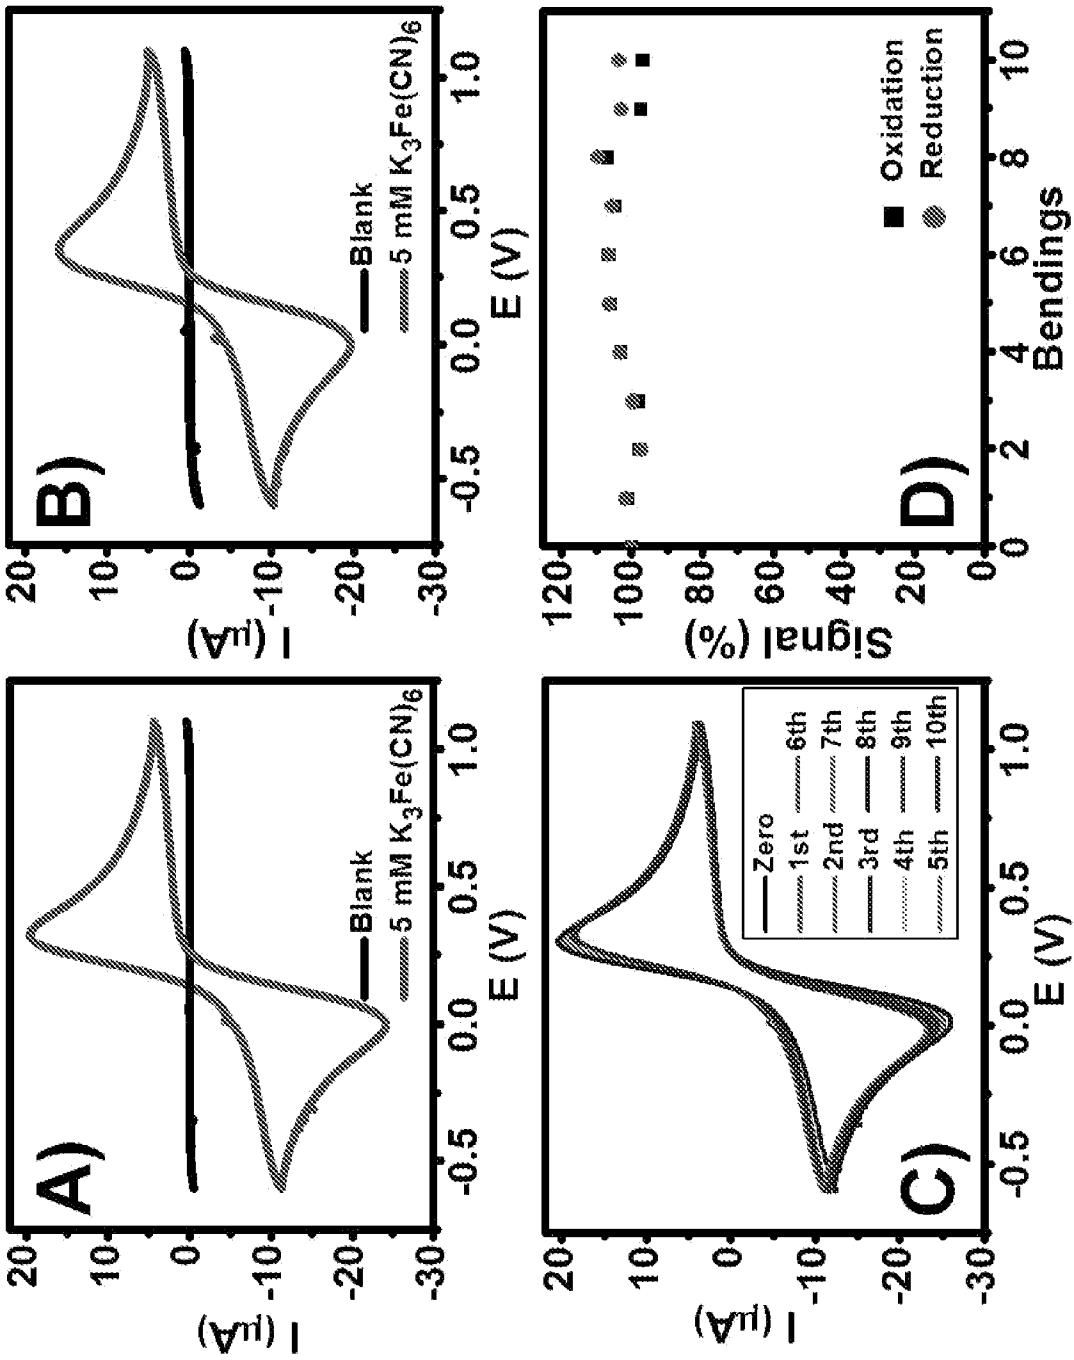 A)
20
10
0
-10
-20
-30
I (µA)
-0.5
0.0
0.5
1.0
E (V)
Blank
5 mM K₃Fe(CN)₆
B)
20
10
0
-10
-20
-30
I (µA)
-0.5
0.0
0.5
1.0
E (V)
Blank
5 mM K₃Fe(CN)₆
C)
20
10
0
-10
-20
-30
I (µA)
-0.5
0.0
0.5
1.0
E (V)
Zero
1st 6th
2nd 7th
3rd 8th
4th 9th
5th 10th
D)
120
100
80
60
40
20
0
Signal (%)
0 2 4 6 8 10
Bendings
Oxidation
Reduction